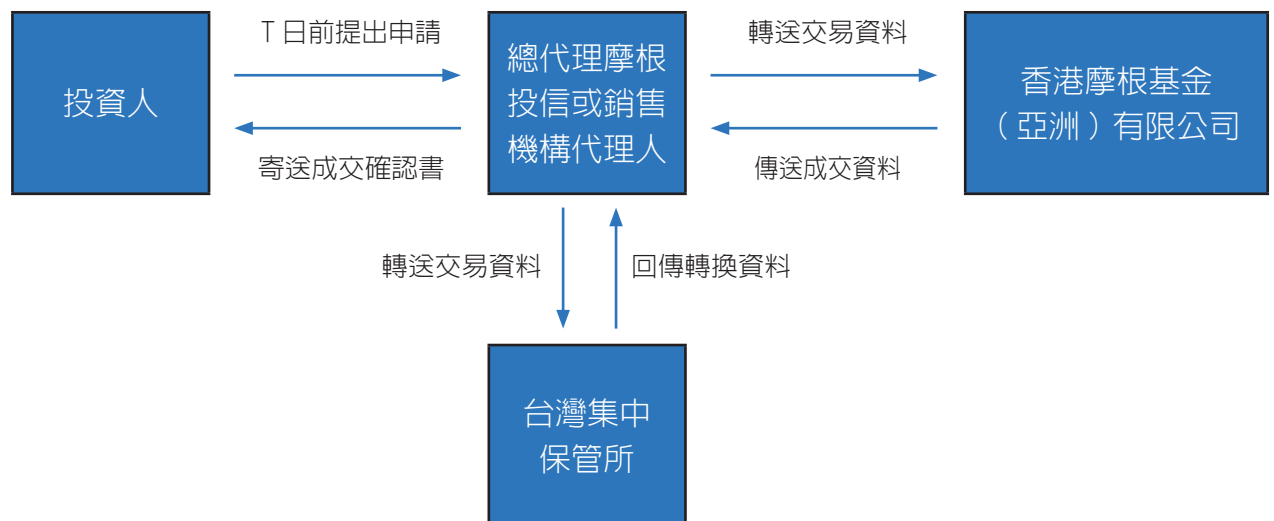 T日前提出申請
轉送交易資料
投資人
總代理摩根
投信或銷售
機構代理人
香港摩根基金
（亞洲）有限公司
寄送成交確認書
傳送成交資料
轉送交易資料
回傳轉換資料
台灣集中
保管所